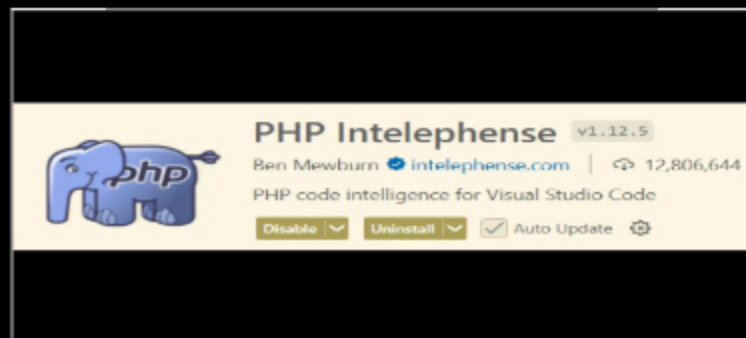 php
PHP Intelephense v1.12.5
Ben Mewburn intelephense.com | 12,806,644
PHP code intelligence for Visual Studio Code
Disable Uninstall Auto Update